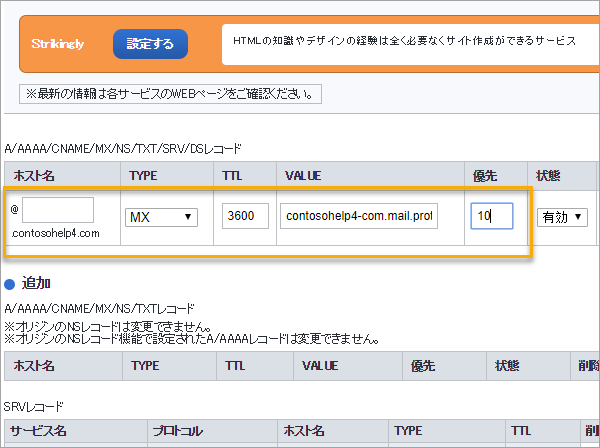 Strikingly
設定する
HTMLの知識やデザインの経験は全く必要なくサイト作成ができるサービス
※最新の情報は各サービスのWEBページをご確認ください。
A/AAAA/CNAME/MX/NS/TXT/SRV/DSレコード
ホスト名 TYPE TTL VALUE 優先 状態
@
MX 3600 contosohelp4-com.mail.prot 10 有効
.contosohelp4.com
追加
A/AAAA/CNAME/MX/NS/TXTレコード
※オリジンのNSレコードは変更できません。
※オリジンのNSレコード機能で設定されたA/AAAAレコードは変更できません。
ホスト名 TYPE TTL VALUE 優先 状態 削除
SRVレコード
サービス名 プロトコル ホスト名 TYPE TTL 削